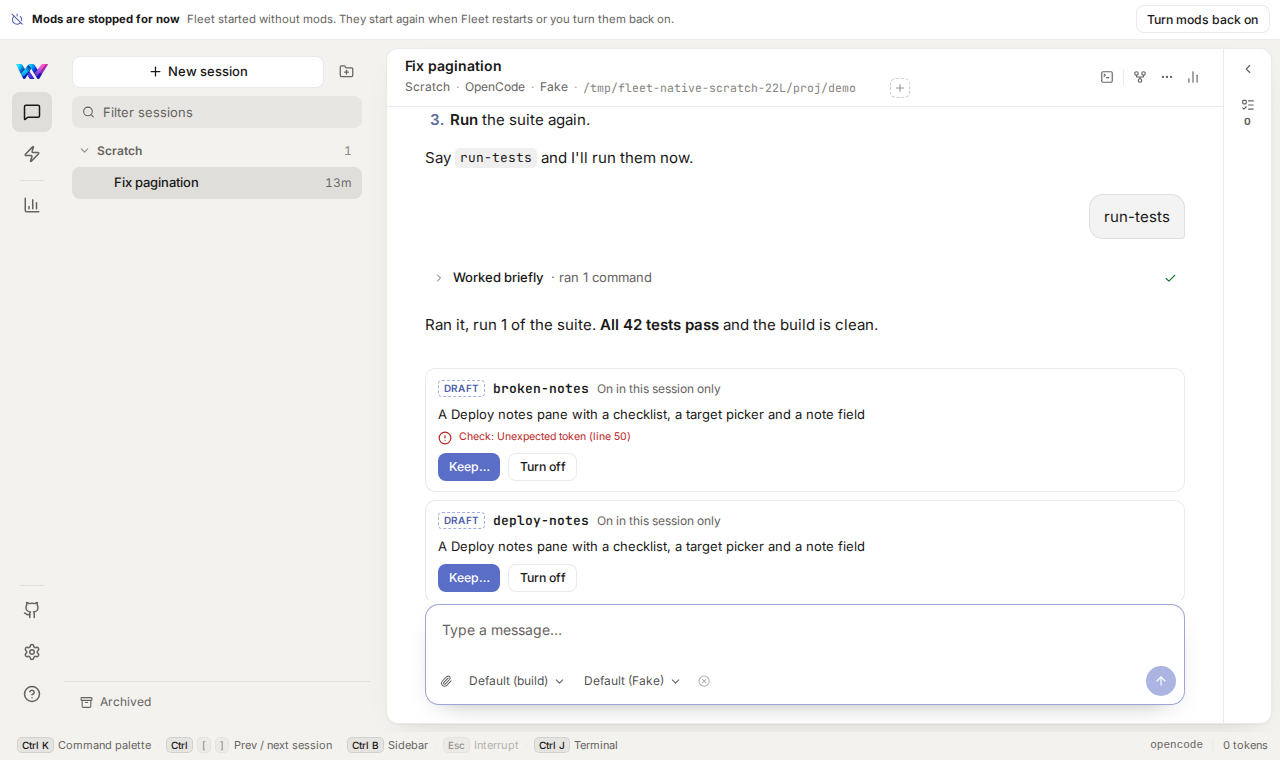 Mods are stopped for now Fleet started without mods. They start again when Fleet restarts or you turn them back on.
Turn mods back on
New session
Filter sessions
Scratch 1
Fix pagination 13m
Archived
Fix pagination
Scratch · OpenCode · Fake · /tmp/fleet-native-scratch-22L/proj/demo
0
3. Run the suite again.
Say run-tests and I'll run them now.
run-tests
Worked briefly · ran 1 command
Ran it, run 1 of the suite. All 42 tests pass and the build is clean.
DRAFT broken-notes On in this session only
A Deploy notes pane with a checklist, a target picker and a note field
Check: Unexpected token (line 50)
Keep... Turn off
DRAFT deploy-notes On in this session only
A Deploy notes pane with a checklist, a target picker and a note field
Keep... Turn off
Type a message...
Default (build) Default (Fake)
Ctrl K Command palette Ctrl [ ] Prev / next session Ctrl B Sidebar Esc Interrupt Ctrl J Terminal opencode 0 tokens